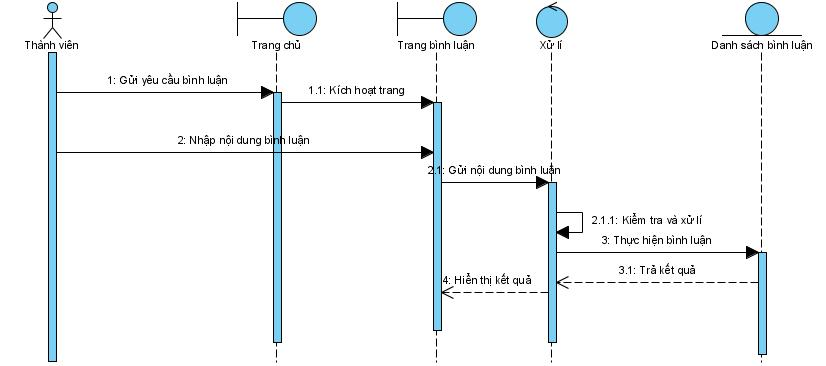 Thành viên
Trang chủ
Trang bình luận
Xử lí
Danh sách bình luận
1: Gửi yêu cầu bình luận
1.1: Kích hoạt trang
2: Nhập nội dung bình luận
2.1: Gửi nội dung bình luận
2.1.1: Kiểm tra và xử lí
3: Thực hiện bình luận
3.1: Trả kết quả
4: Hiển thị kết quả